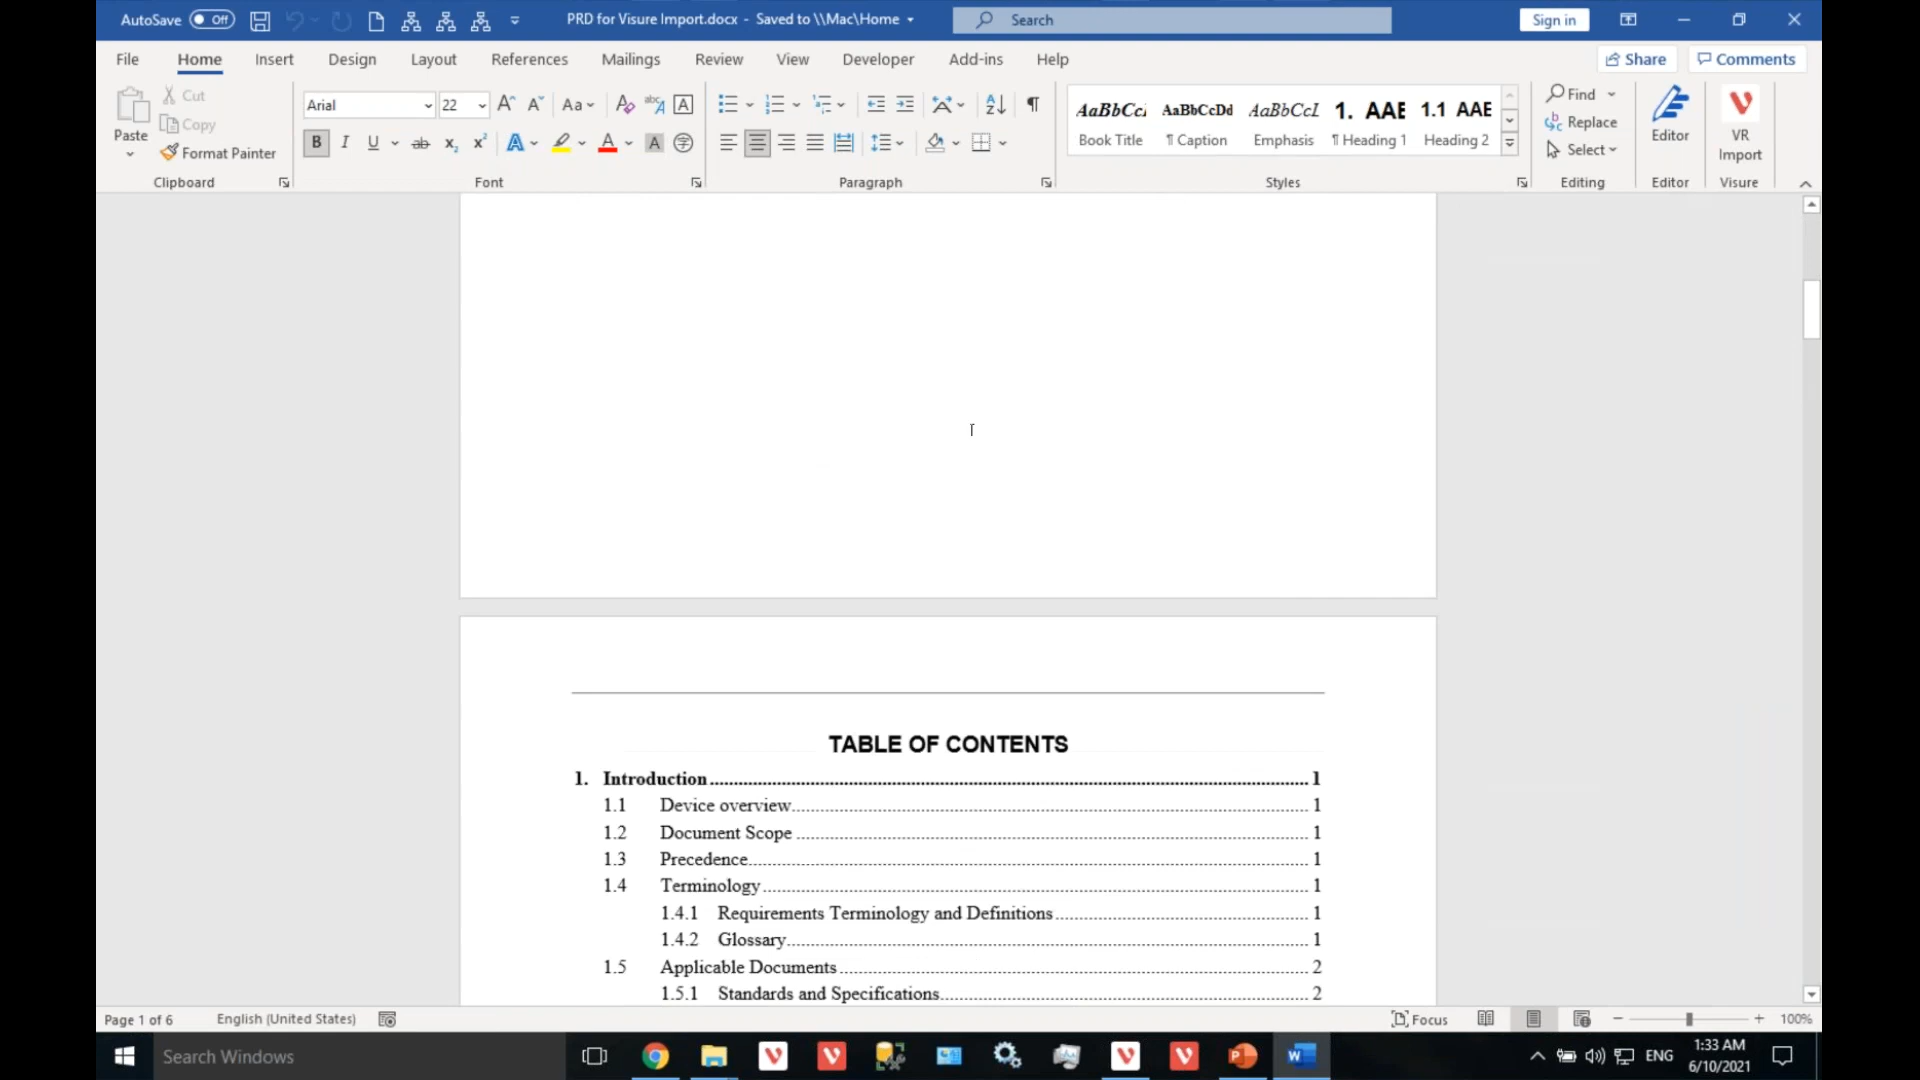 AutoSave Off PRD for Visure Import.docx - Saved to \\Mac\Home Search Sign in
File Home Insert Design Layout References Mailings Review View Developer Add-ins Help Share Comments
Paste
Cut
Copy
Format Painter
Clipboard
Arial 22
Font
Paragraph
AaBbCcI AaBbCcDd AaBbCcL 1. AAE 1.1 AAE
Book Title ¶ Caption Emphasis ¶ Heading 1 Heading 2
Styles
Find
Replace
Select
Editing
Editor
Editor
VR
Import
Visure
TABLE OF CONTENTS
1. Introduction 1
1.1 Device overview 1
1.2 Document Scope 1
1.3 Precedence 1
1.4 Terminology 1
1.4.1 Requirements Terminology and Definitions 1
1.4.2 Glossary 1
1.5 Applicable Documents 2
1.5.1 Standards and Specifications 2
Page 1 of 6 English (United States) Focus 100%
Search Windows ENG 1:33 AM
6/10/2021